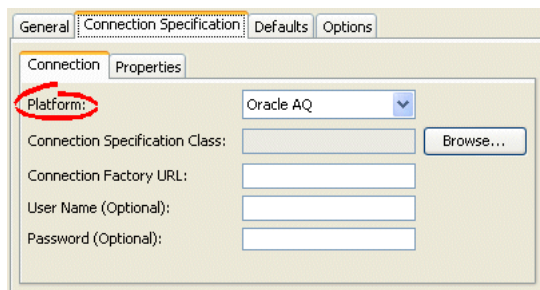 General Connection Specification Defaults Options
Connection Properties
Platform: Oracle AQ
Connection Specification Class: Browse...
Connection Factory URL:
User Name (Optional):
Password (Optional):